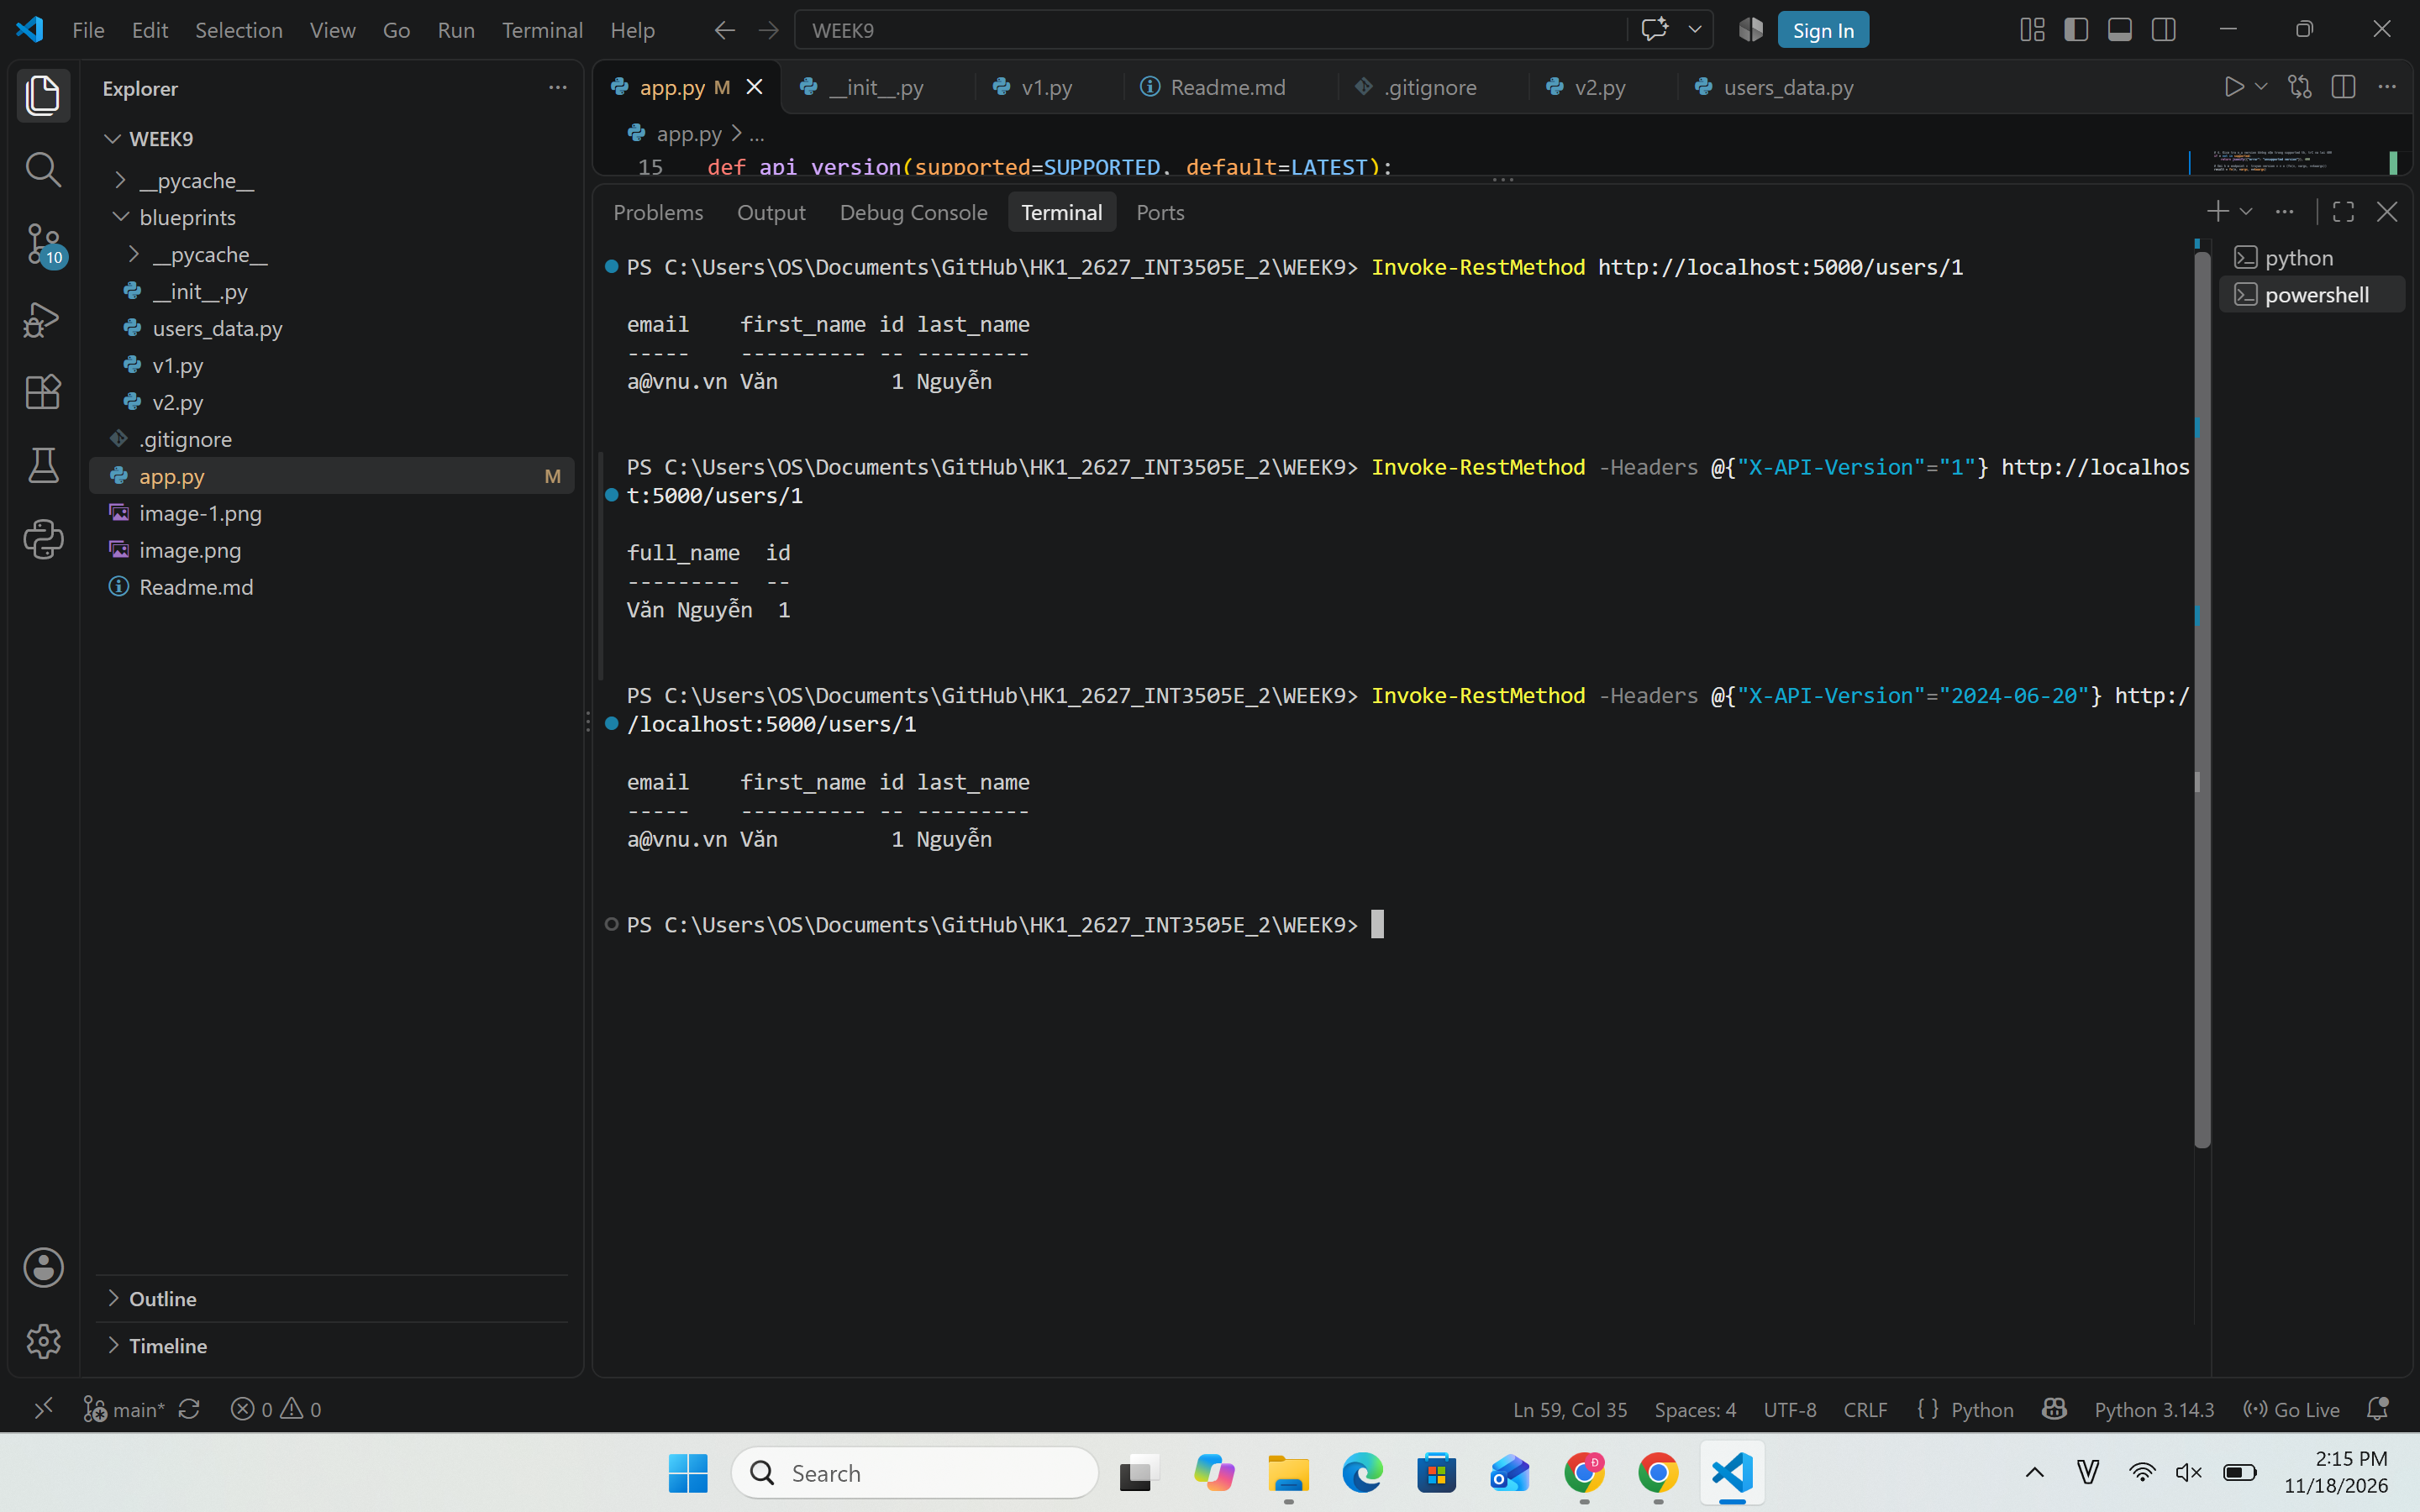 File Edit Selection View Go Run Terminal Help
WEEK9
Sign In
Explorer
WEEK9
__pycache__
blueprints
__pycache__
__init__.py
users_data.py
v1.py
v2.py
.gitignore
app.py M
image-1.png
image.png
Readme.md
Outline
Timeline
10
app.py M __init__.py v1.py Readme.md .gitignore v2.py users_data.py
app.py > ...
15 def api_version(supported=SUPPORTED, default=LATEST):
Problems Output Debug Console Terminal Ports
python
powershell
PS C:\Users\OS\Documents\GitHub\HK1_2627_INT3505E_2\WEEK9> Invoke-RestMethod http://localhost:5000/users/1
email first_name id last_name
----- ---------- -- ---------
a@vnu.vn Văn 1 Nguyễn
PS C:\Users\OS\Documents\GitHub\HK1_2627_INT3505E_2\WEEK9> Invoke-RestMethod -Headers @{"X-API-Version"="1"} http://localhos
t:5000/users/1
full_name id
--------- --
Văn Nguyễn 1
PS C:\Users\OS\Documents\GitHub\HK1_2627_INT3505E_2\WEEK9> Invoke-RestMethod -Headers @{"X-API-Version"="2024-06-20"} http:/
/localhost:5000/users/1
email first_name id last_name
----- ---------- -- ---------
a@vnu.vn Văn 1 Nguyễn
PS C:\Users\OS\Documents\GitHub\HK1_2627_INT3505E_2\WEEK9>
main* 0 0 Ln 59, Col 35 Spaces: 4 UTF-8 CRLF { } Python Python 3.14.3 Go Live
Search
2:15 PM
11/18/2026